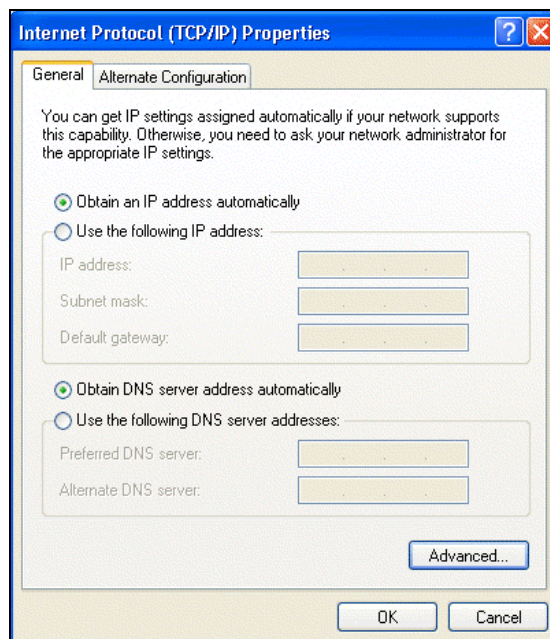 Internet Protocol (TCP/IP) Properties
General
Alternate Configuration
You can get IP settings assigned automatically if your network supports
this capability. Otherwise, you need to ask your network administrator for
the appropriate IP settings.
Obtain an IP address automatically
Use the following IP address:
IP address:
Subnet mask:
Default gateway:
Obtain DNS server address automatically
Use the following DNS server addresses:
Preferred DNS server:
Alternate DNS server:
Advanced...
OK
Cancel